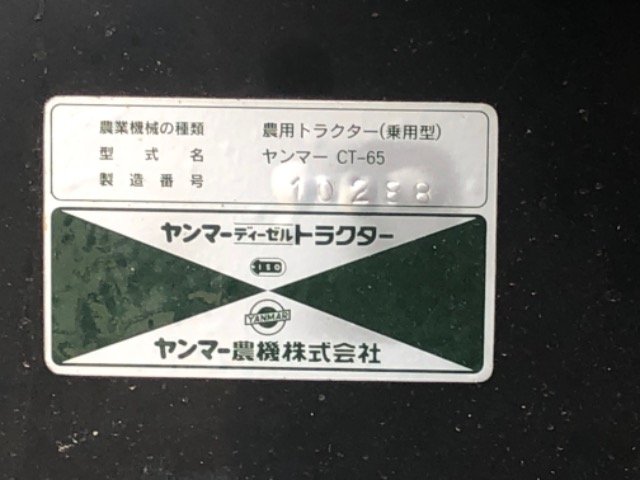 農業機械の種類 農用トラクター(乗用型)
型式名 ヤンマー CT-65
製造番号 10298
ヤンマーディーゼルトラクター
ISO
YANMAR
ヤンマー農機株式会社